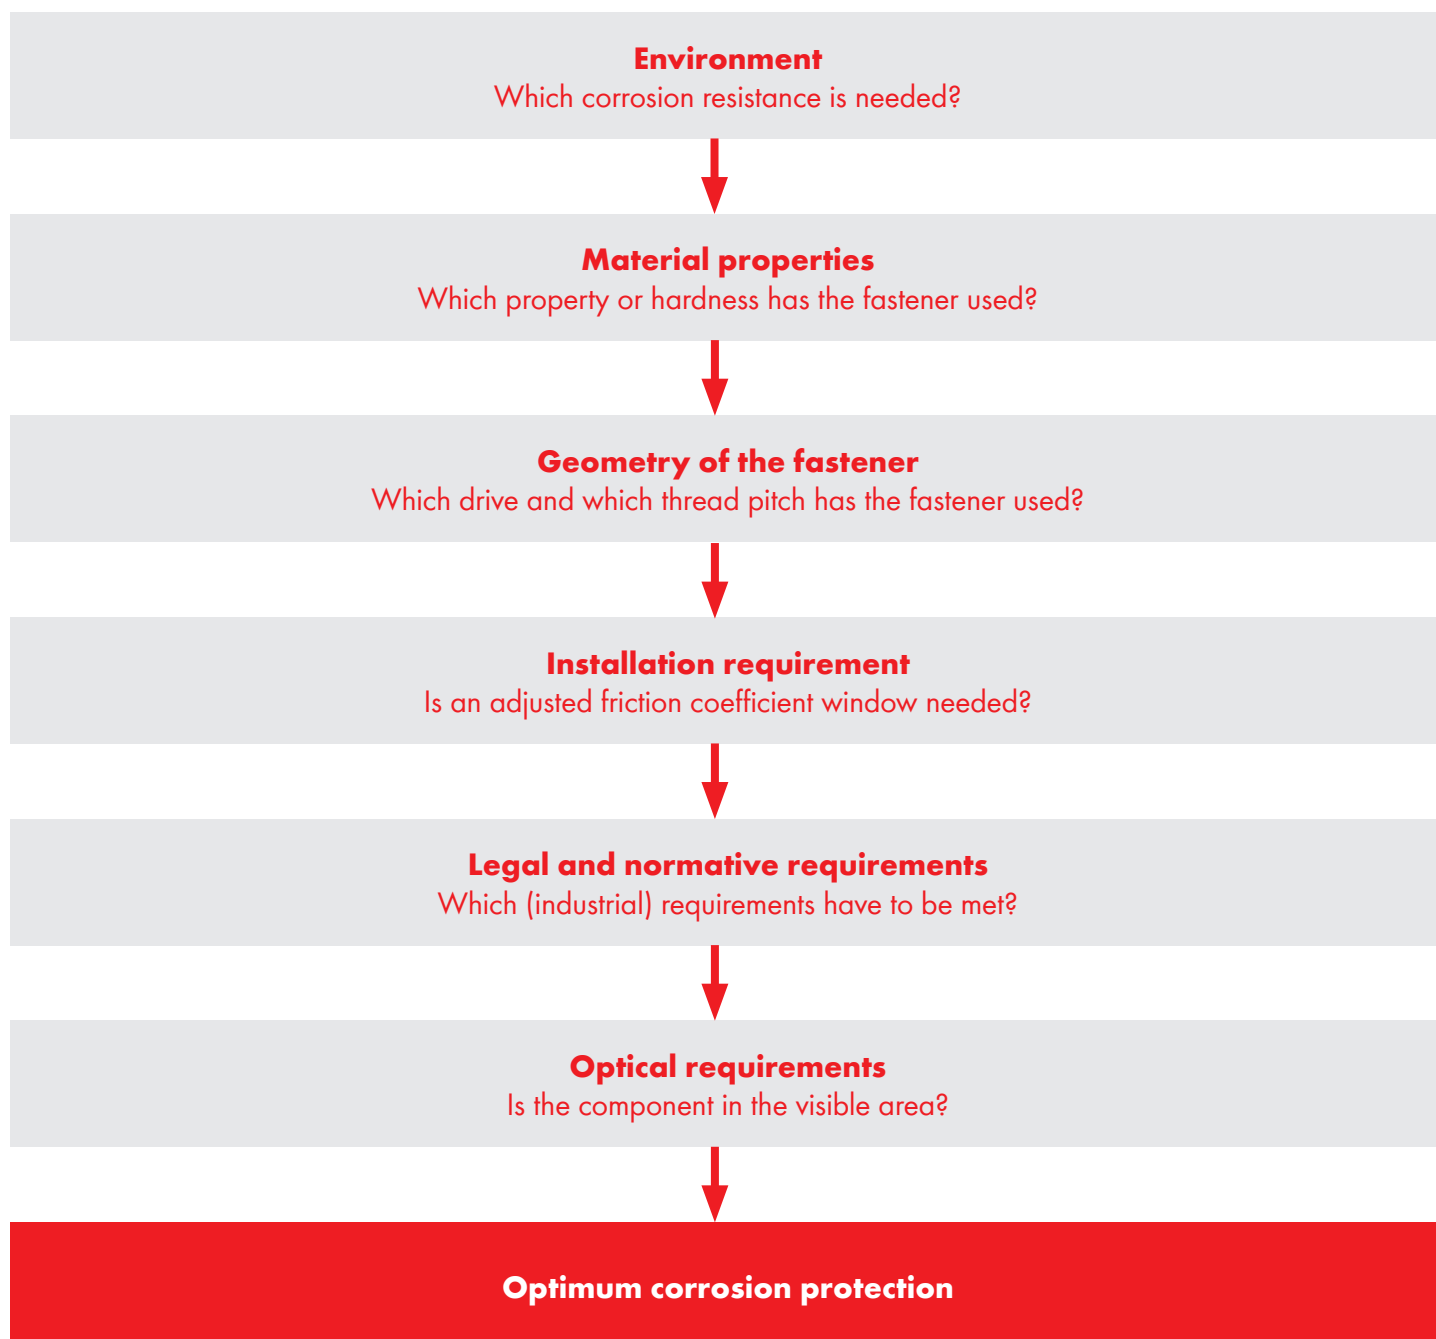 Environment
Which corrosion resistance is needed?
Material properties
Which property or hardness has the fastener used?
Geometry of the fastener
Which drive and which thread pitch has the fastener used?
Installation requirement
Is an adjusted friction coefficient window needed?
Legal and normative requirements
Which (industrial) requirements have to be met?
Optical requirements
Is the component in the visible area?
Optimum corrosion protection